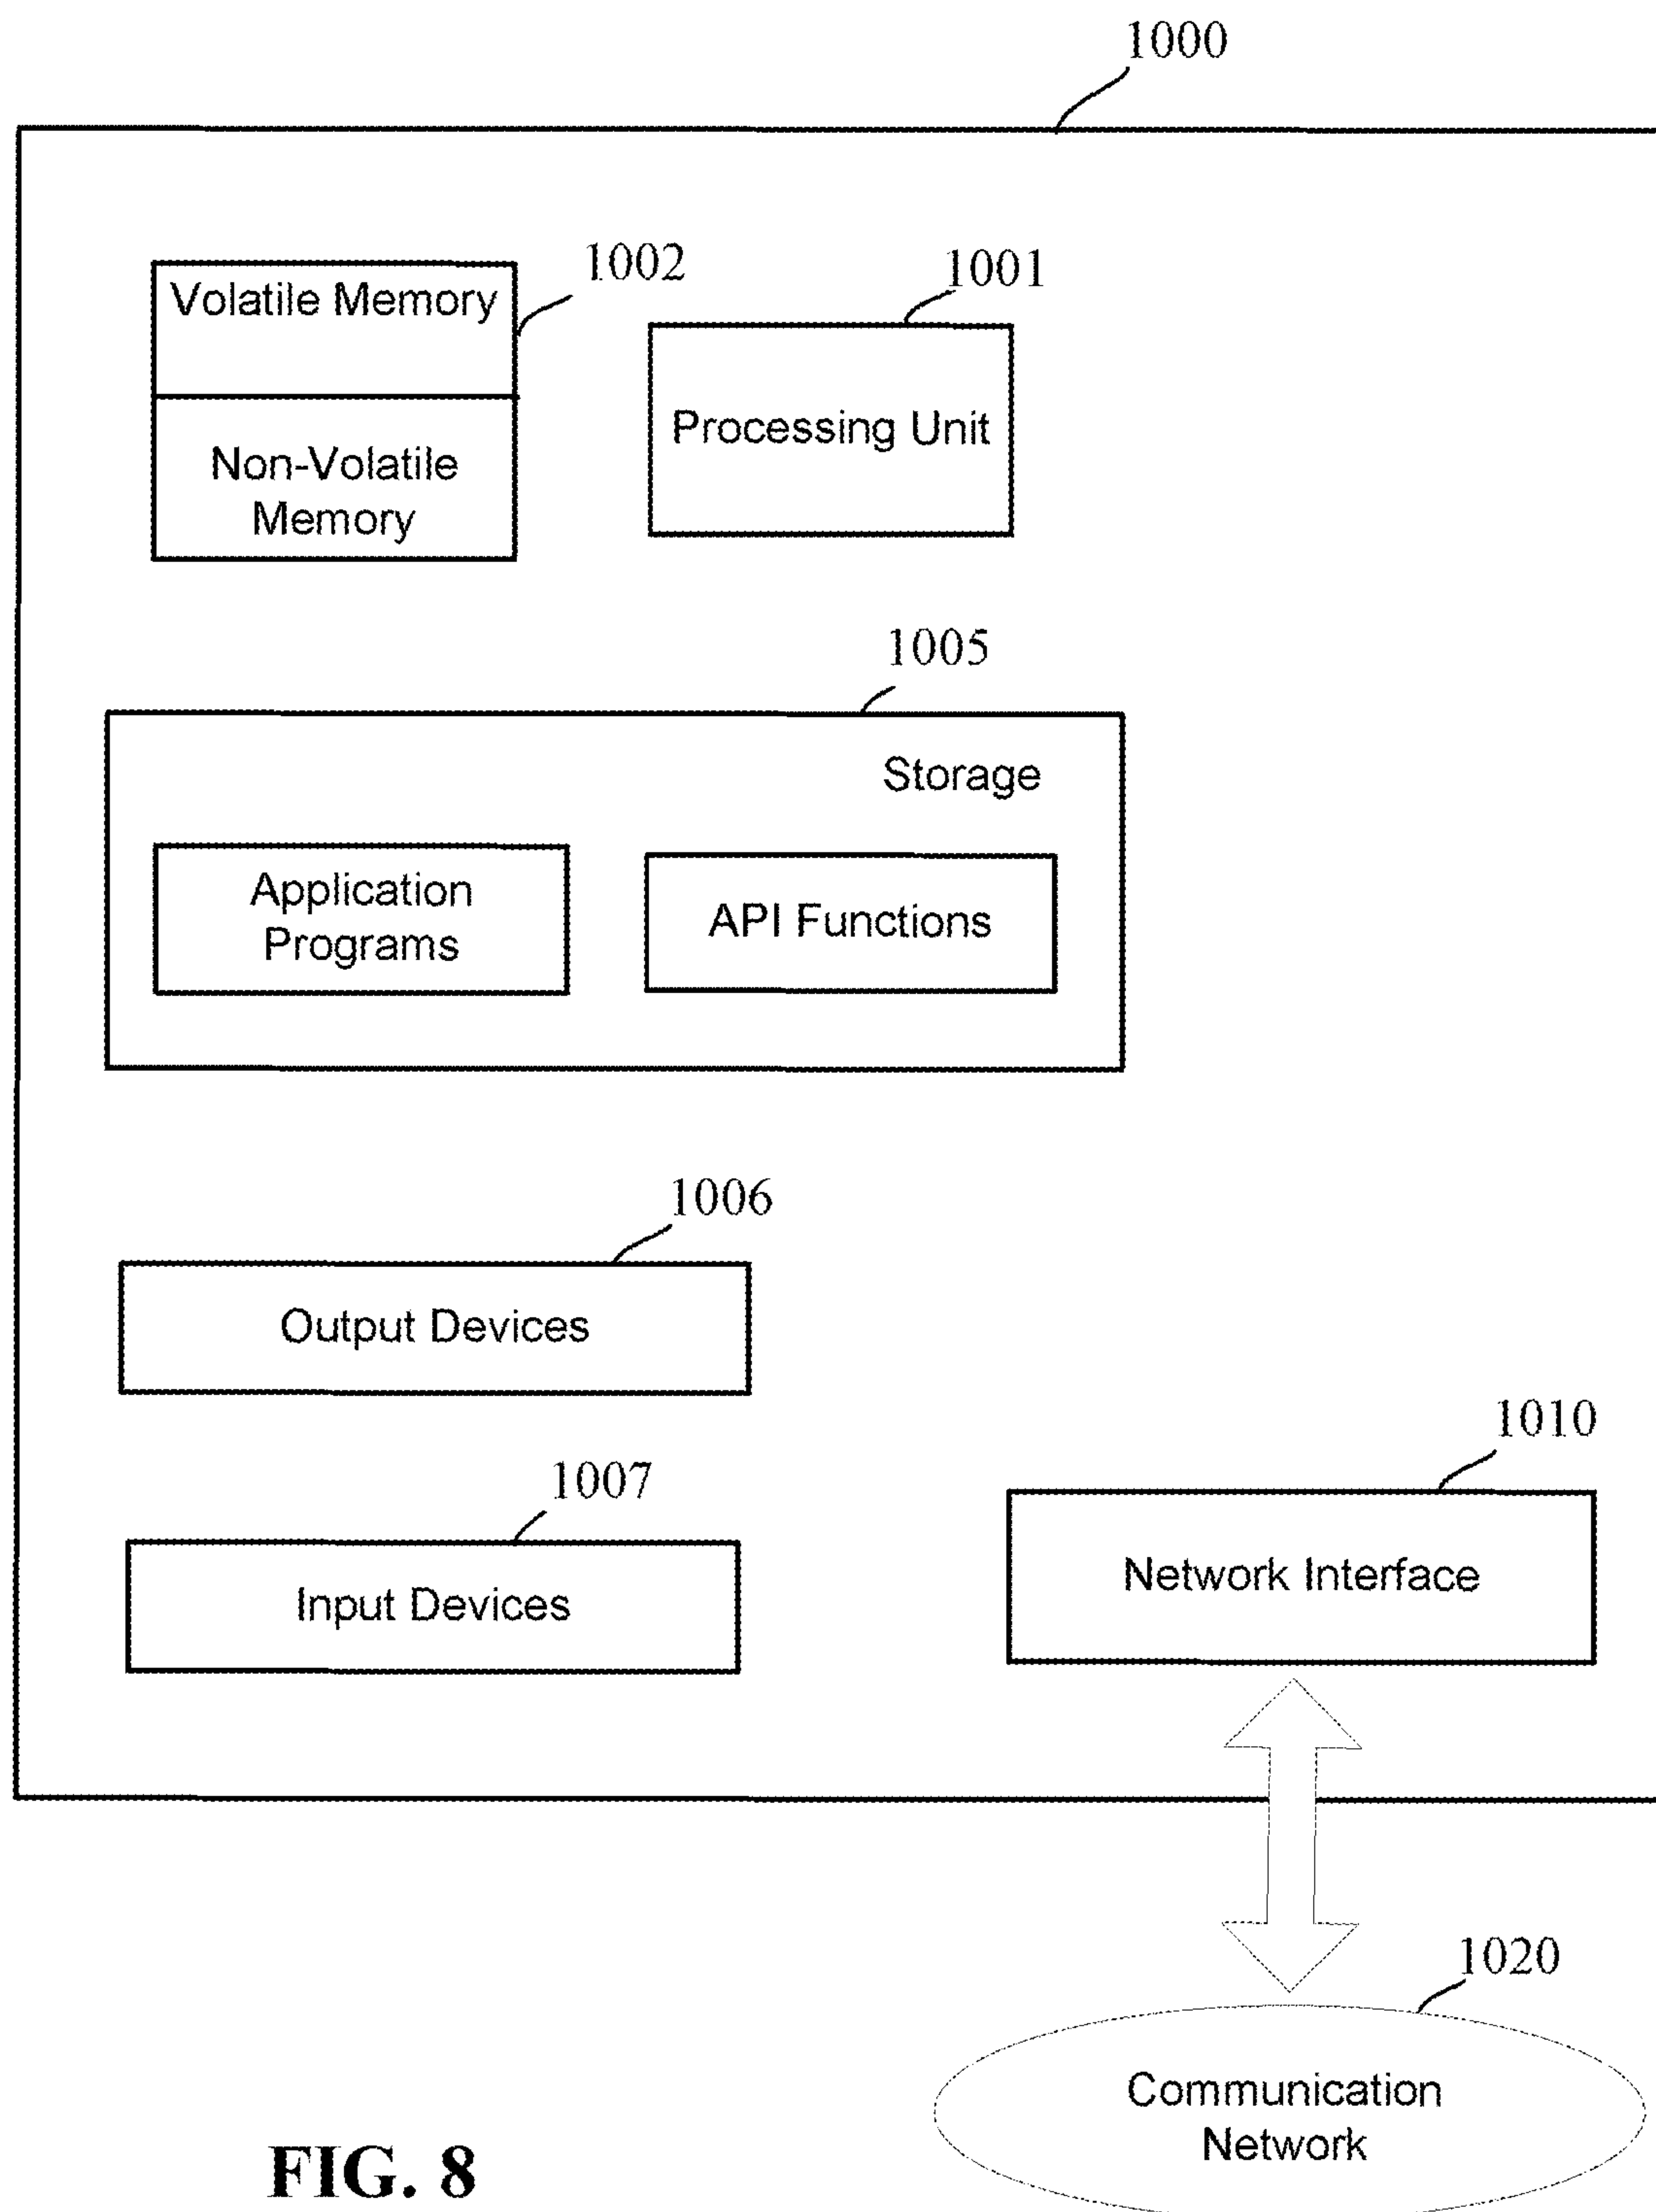 1000
1002
1001
Volatile Memory
Processing Unit
Non-Volatile
Memory
1005
Storage
Application
Programs
API Functions
1006
Output Devices
1010
1007
Network Interface
Input Devices
1020
Communication
Network
FIG. 8